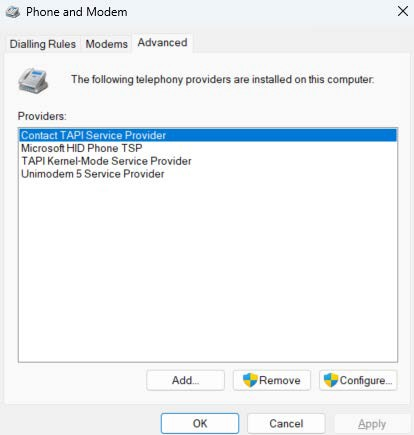 Phone and Modem
Dialling Rules Modems Advanced
The following telephony providers are installed on this computer:
Providers:
Contact TAPI Service Provider
Microsoft HID Phone TSP
TAPI Kernel-Mode Service Provider
Unimodem 5 Service Provider
Add... Remove Configure...
OK Cancel Apply